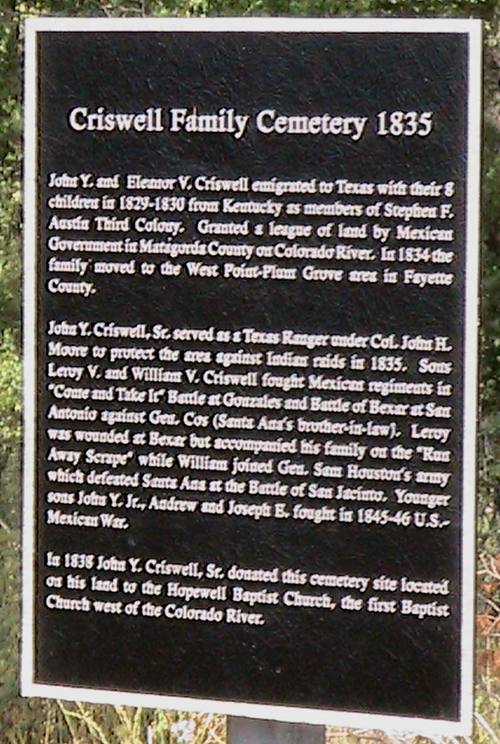 Criswell Family Cemetery 1835
John Y. and Eleanor V. Criswell emigrated to Texas with their 8
children in 1829-1830 from Kentucky as members of Stephen F.
Austin Third Colony. Granted a league of land by Mexican
Government in Matagorda County on Colorado River. In 1834 the
family moved to the West Point-Plum Grove area in Fayette
County.
John Y. Criswell, Sr. served as a Texas Ranger under Col. John H.
Moore to protect the area against Indian raids in 1835. Sons
Leroy V. and William V. Criswell fought Mexican regiments in
"Come and Take It" Battle at Gonzales and Battle of Bexar at San
Antonio against Gen. Cos (Santa Ana's brother-in-law). Leroy
was wounded at Bexar but accompanied his family on the "Run
Away Scrape" while William joined Gen. Sam Houston's army
which defeated Santa Ana at the Battle of San Jacinto. Younger
sons John Y. Jr., Andrew and Joseph E. fought in 1845-46 U.S.-
Mexican War.
In 1838 John Y. Criswell, Sr. donated this cemetery site located
on his land to the Hopewell Baptist Church, the first Baptist
Church west of the Colorado River.